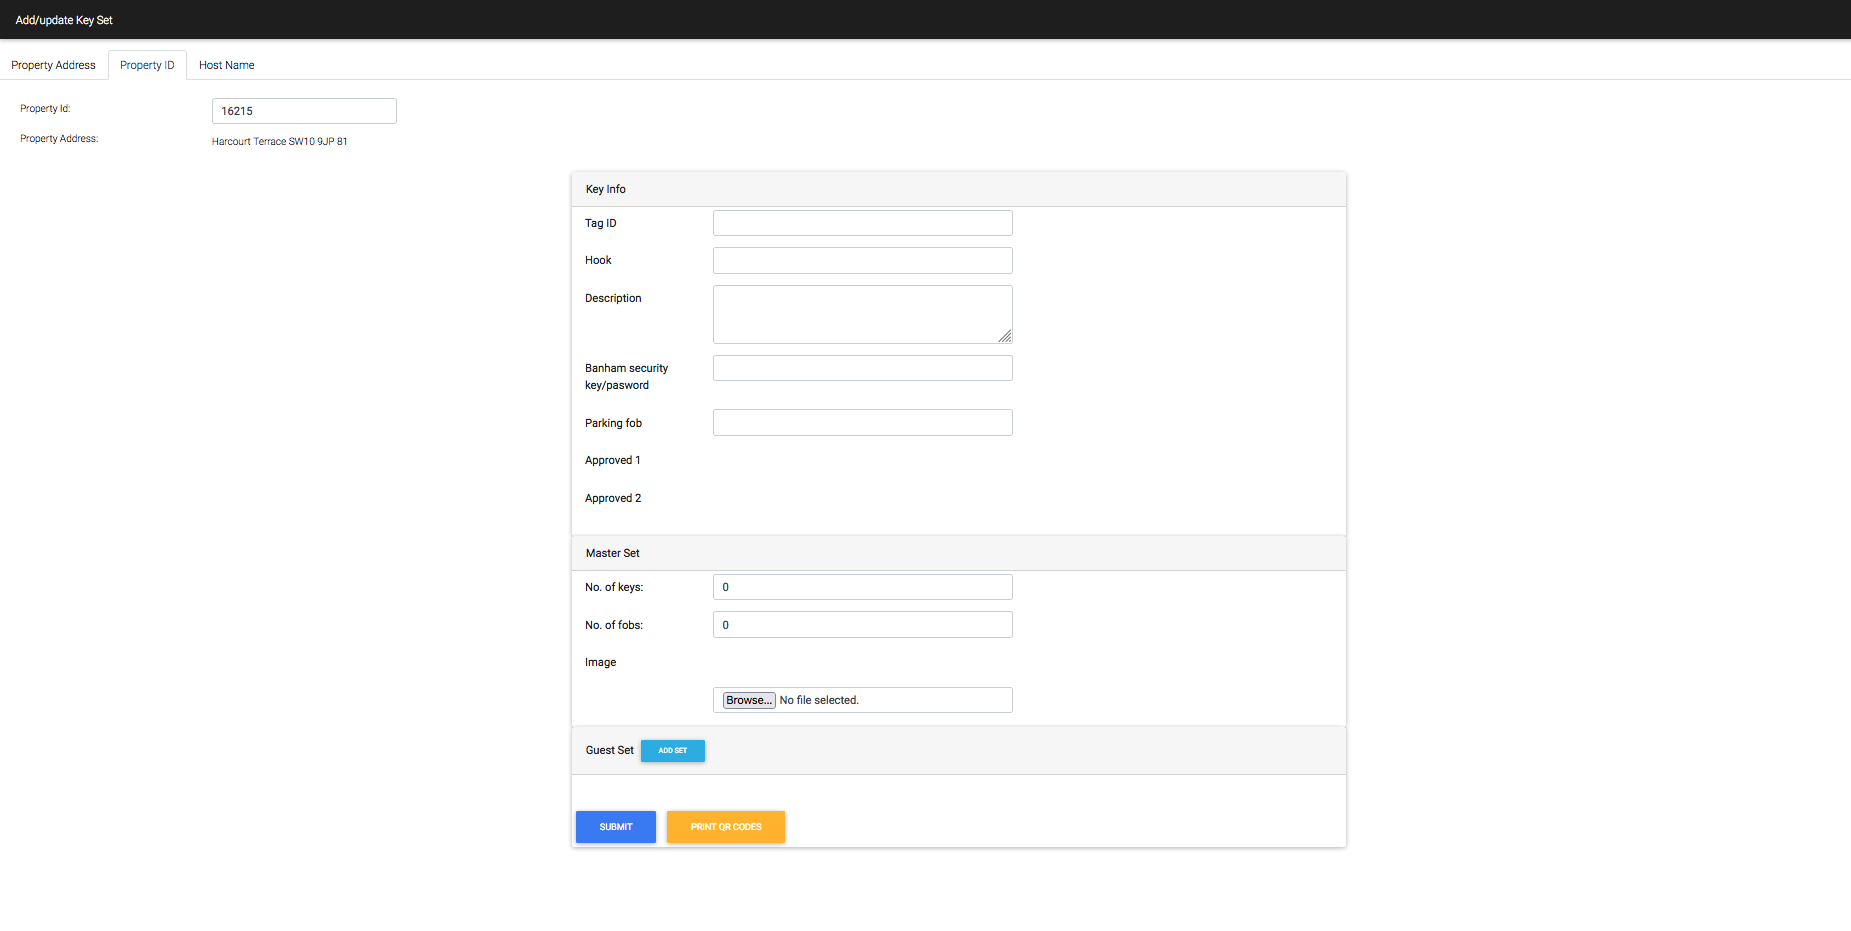 Add/update Key Set
Property Address
Property ID
Host Name
Property Id:
16215
Property Address:
Harcourt Terrace SW10 9JP 81
Key Info
Tag ID
Hook
Description
Banham security
key/pasword
Parking fob
Approved 1
Approved 2
Master Set
No. of keys:
0
No. of fobs:
0
Image
Browse... No file selected.
Guest Set
ADD SET
SUBMIT
PRINT QR CODES